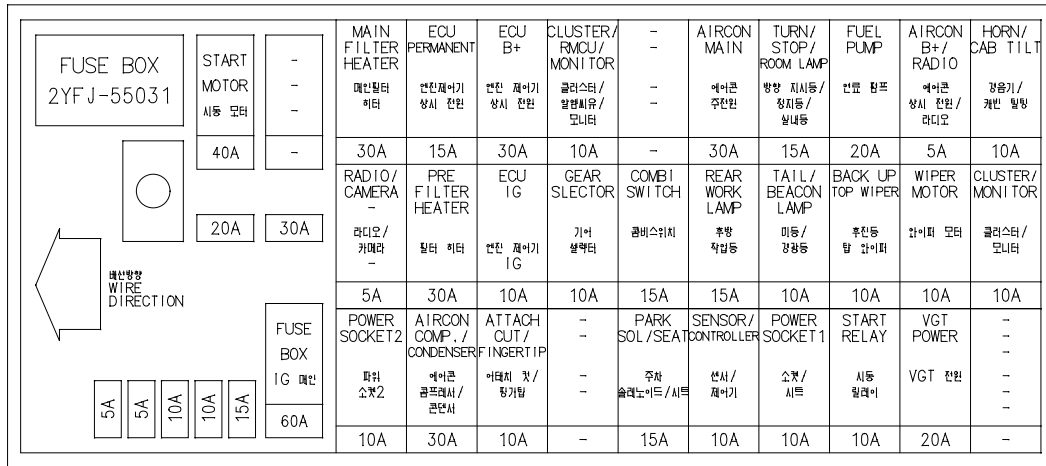 FUSE BOX
2YFJ-55031
START
MOTOR
시동 모터
40A
-
-
-
-
20A
30A
배선방향
WIRE
DIRECTION
FUSE
BOX
IG 메인
60A
5A
5A
10A
10A
15A
MAIN
FILTER
HEATER
메인필터
히터
30A
ECU
PERMANENT
엔진제어기
상시 전원
15A
ECU
B+
엔진 제어기
상시 전원
30A
CLUSTER/
RMCU/
MONITOR
클러스터/
알엠씨유/
모니터
10A
-
-
-
-
-
AIRCON
MAIN
에어콘
주전원
30A
TURN/
STOP/
ROOM LAMP
방향 지시등/
정지등/
실내등
15A
FUEL
PUMP
연료 펌프
20A
AIRCON
B+/
RADIO
에어콘
상시 전원/
라디오
5A
HORN/
CAB TILT
경음기/
캐빈 틸팅
10A
RADIO/
CAMERA
-
라디오/
카메라
-
5A
PRE
FILTER
HEATER
필터 히터
30A
ECU
IG
엔진 제어기
IG
10A
GEAR
SLECTOR
기어
셀렉터
10A
COMBI
SWITCH
콤비스위치
15A
REAR
WORK
LAMP
후방
작업등
15A
TAIL/
BEACON
LAMP
미등/
경광등
10A
BACK UP
TOP WIPER
후진등
탑 와이퍼
10A
WIPER
MOTOR
와이퍼 모터
10A
CLUSTER/
MONITOR
클러스터/
모니터
10A
POWER
SOCKET2
파워
소켓2
10A
AIRCON
COMP./
CONDENSER
에어콘
콤프레서/
콘덴서
30A
ATTACH
CUT/
FINGERTIP
어태치 컷/
핑거팁
10A
-
-
-
-
-
PARK
SOL/SEAT
주차
솔레노이드/시트
15A
SENSOR/
CONTROLLER
센서/
제어기
10A
POWER
SOCKET1
소켓/
시트
10A
START
RELAY
시동
릴레이
10A
VGT
POWER
VGT 전원
20A
-
-
-
-
-
-
-